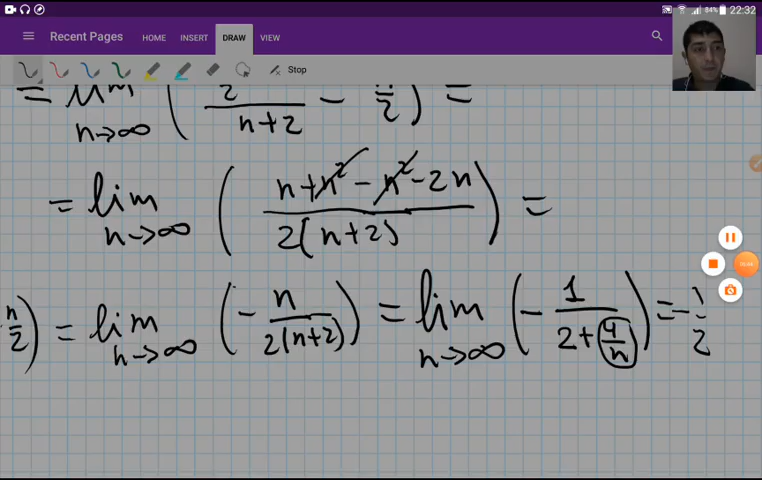 22:32
84%
Recent Pages HOME INSERT DRAW VIEW
Stop
= lim n→∞ ( 2 / n+2 − n/2 ) =
= lim n→∞ ( n+n² − n² −2n / 2(n+2) ) =
n/2 ) = lim n→∞ ( − n / 2(n+2) ) = lim n→∞ ( − 1 / 2+ 4/n ) = − 1/2